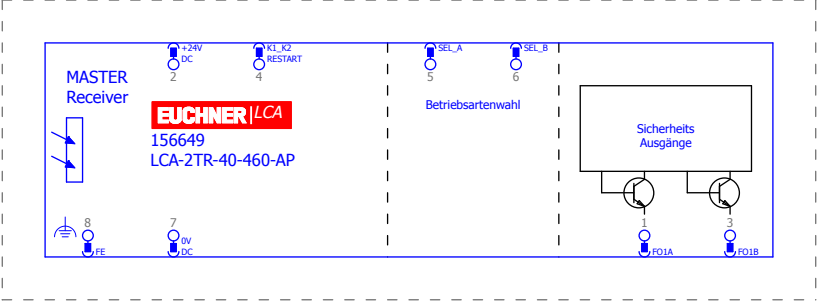 +24V
DC
2
K1_K2
RESTART
4
SEL_A
5
SEL_B
6
MASTER
Receiver
EUCHNER LCA
156649
LCA-2TR-40-460-AP
Betriebsartenwahl
Sicherheits
Ausgänge
8
FE
7
0V
DC
1
FO1A
3
FO1B